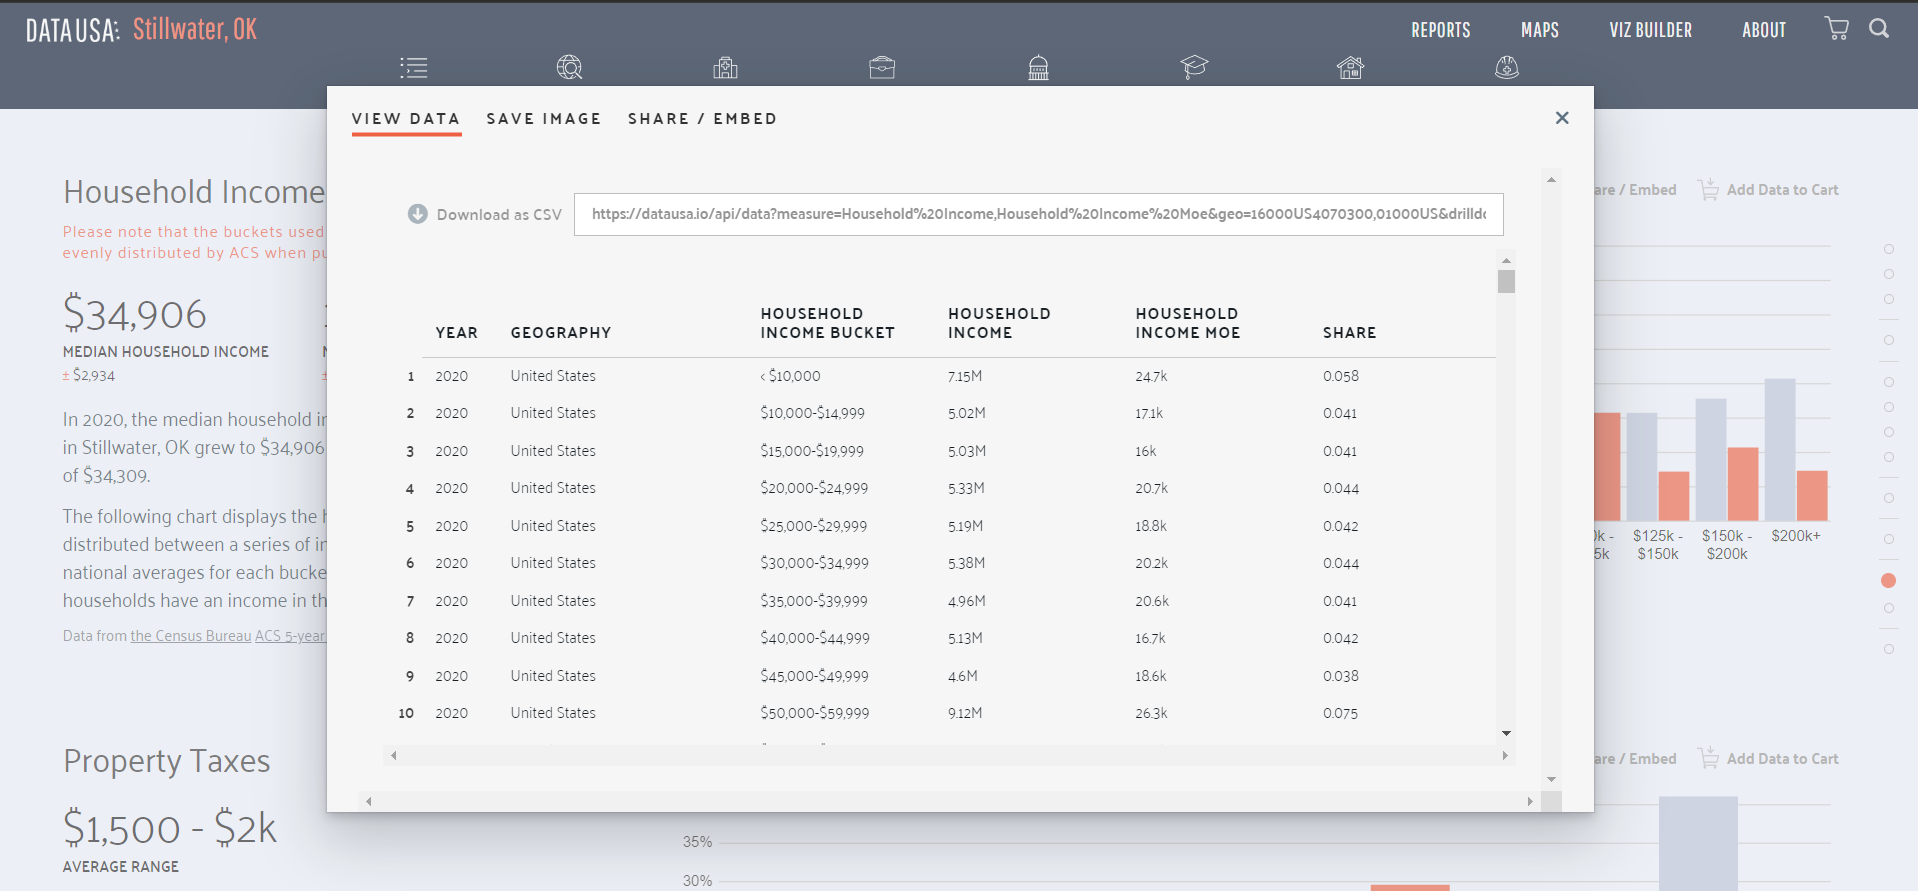 DATA USA: Stillwater, OK
REPORTS MAPS VIZ BUILDER ABOUT
VIEW DATA SAVE IMAGE SHARE / EMBED
Household Income
Please note that the buckets used
evenly distributed by ACS when
$34,906
MEDIAN HOUSEHOLD INCOME
± $2,934
In 2020, the median household
in Stillwater, OK grew to $34,906
of $34,309.
The following chart displays the
distributed between a series of
national averages for each
households have an income in
Data from the Census Bureau ACS 5-year
Download as CSV
https://datausa.io/api/data?measure=Household%20Income,Household%20Income%20Moe&geo=16000US4070300,01000US&drilldo
YEAR GEOGRAPHY HOUSEHOLD INCOME BUCKET HOUSEHOLD INCOME HOUSEHOLD INCOME MOE SHARE
1 2020 United States < $10,000 7.15M 24.7k 0.058
2 2020 United States $10,000-$14,999 5.02M 17.1k 0.041
3 2020 United States $15,000-$19,999 5.03M 16k 0.041
4 2020 United States $20,000-$24,999 5.33M 20.7k 0.044
5 2020 United States $25,000-$29,999 5.19M 18.8k 0.042
6 2020 United States $30,000-$34,999 5.38M 20.2k 0.044
7 2020 United States $35,000-$39,999 4.96M 20.6k 0.041
8 2020 United States $40,000-$44,999 5.13M 16.7k 0.042
9 2020 United States $45,000-$49,999 4.6M 18.6k 0.038
10 2020 United States $50,000-$59,999 9.12M 26.3k 0.075
are / Embed Add Data to Cart
0k - $125k - $150k - $200k+
5k $150k $200k
Property Taxes
$1,500 - $2k
AVERAGE RANGE
are / Embed Add Data to Cart
35%
30%